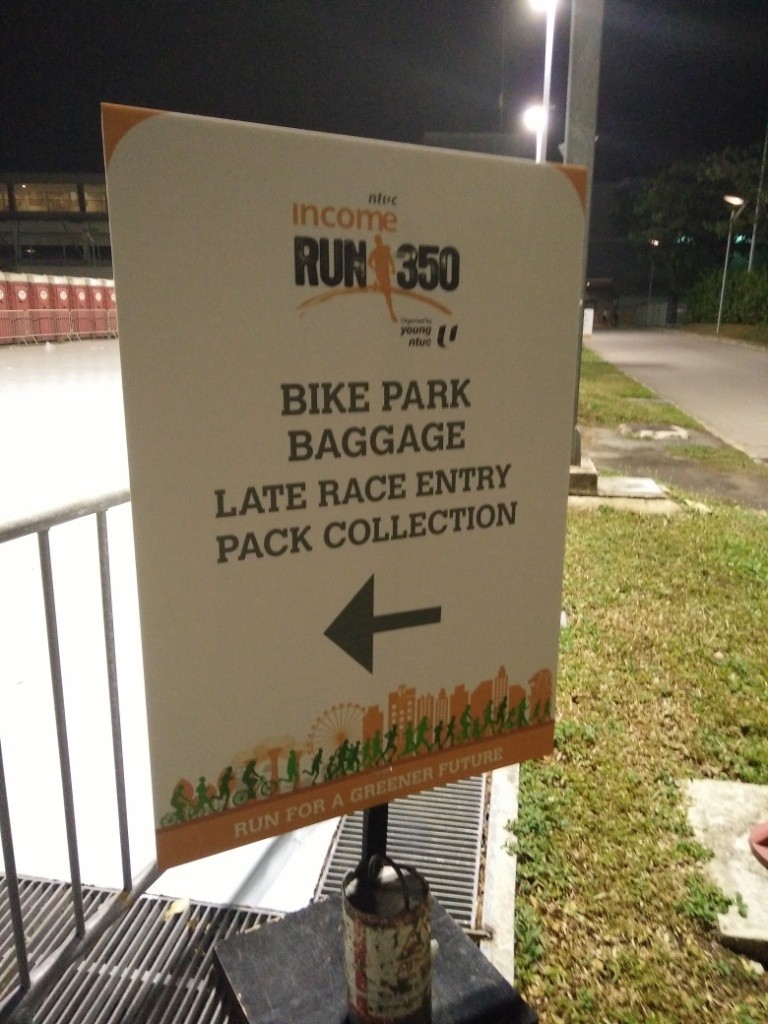 ntuc
income
RUN 350
Organised by
young
ntuc U
BIKE PARK
BAGGAGE
LATE RACE ENTRY
PACK COLLECTION
RUN FOR A GREENER FUTURE